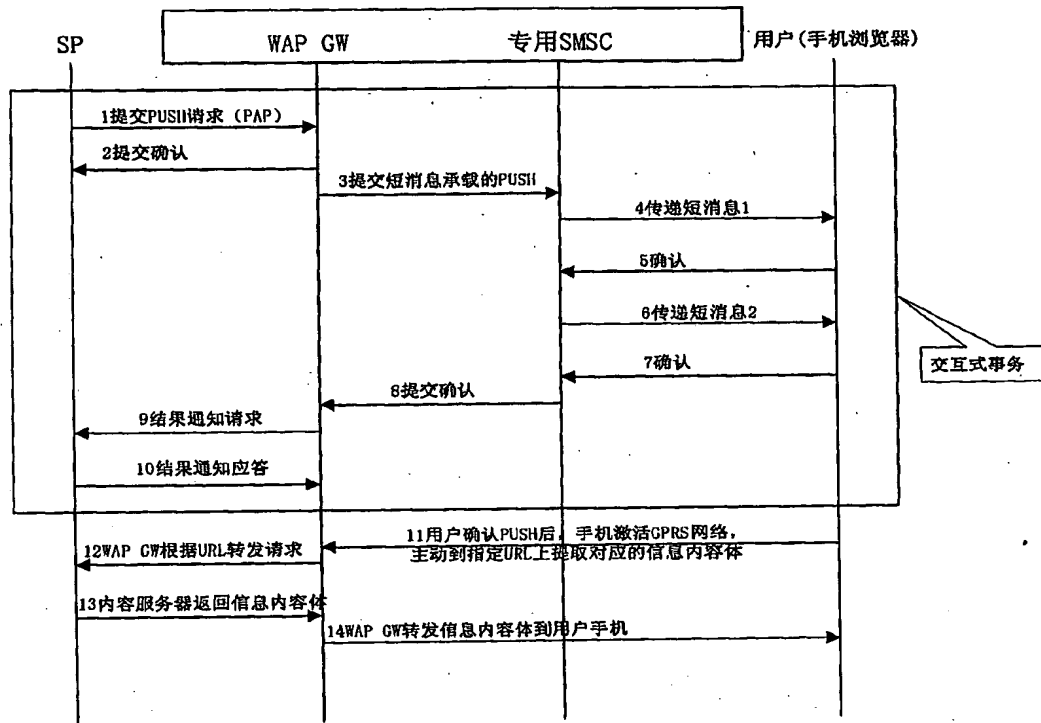 SP
WAP GW
专用SMSC
用户(手机浏览器)
1提交PUSH请求（PAP）
2提交确认
3提交短消息承载的PUSH
4传递短消息1
5确认
6传递短消息2
7确认
交互式事务
8提交确认
9结果通知请求
10结果通知应答
11用户确认PUSH后，手机激活GPRS网络，
主动到指定URL上提取对应的信息内容体
12WAP GW根据URL转发请求
13内容服务器返回信息内容体
14WAP GW转发信息内容体到用户手机